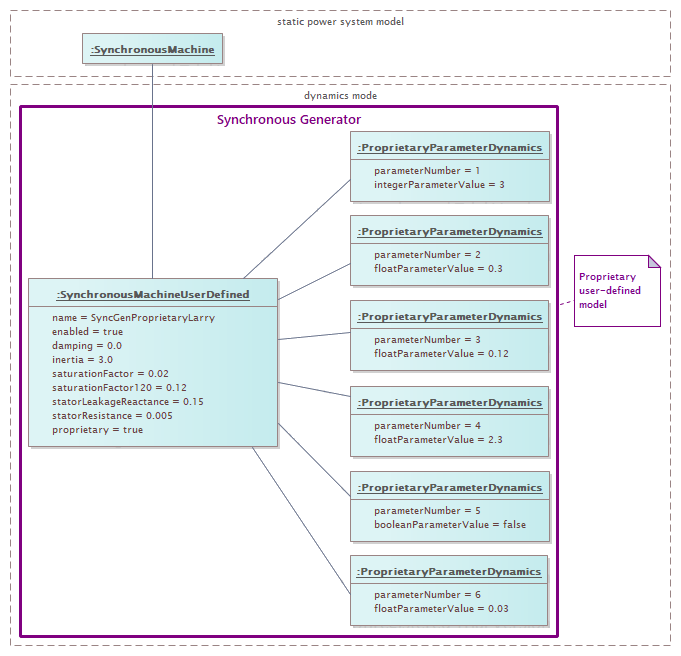 static power system model
:SynchronousMachine
dynamics mode
Synchronous Generator
:ProprietaryParameterDynamics
parameterNumber = 1
integerParameterValue = 3
:ProprietaryParameterDynamics
parameterNumber = 2
floatParameterValue = 0.3
:SynchronousMachineUserDefined
name = SyncGenProprietaryLarry
enabled = true
damping = 0.0
inertia = 3.0
saturationFactor = 0.02
saturationFactor120 = 0.12
statorLeakageReactance = 0.15
statorResistance = 0.005
proprietary = true
:ProprietaryParameterDynamics
parameterNumber = 3
floatParameterValue = 0.12
:ProprietaryParameterDynamics
parameterNumber = 4
floatParameterValue = 2.3
:ProprietaryParameterDynamics
parameterNumber = 5
booleanParameterValue = false
:ProprietaryParameterDynamics
parameterNumber = 6
floatParameterValue = 0.03
Proprietary
user-defined
model